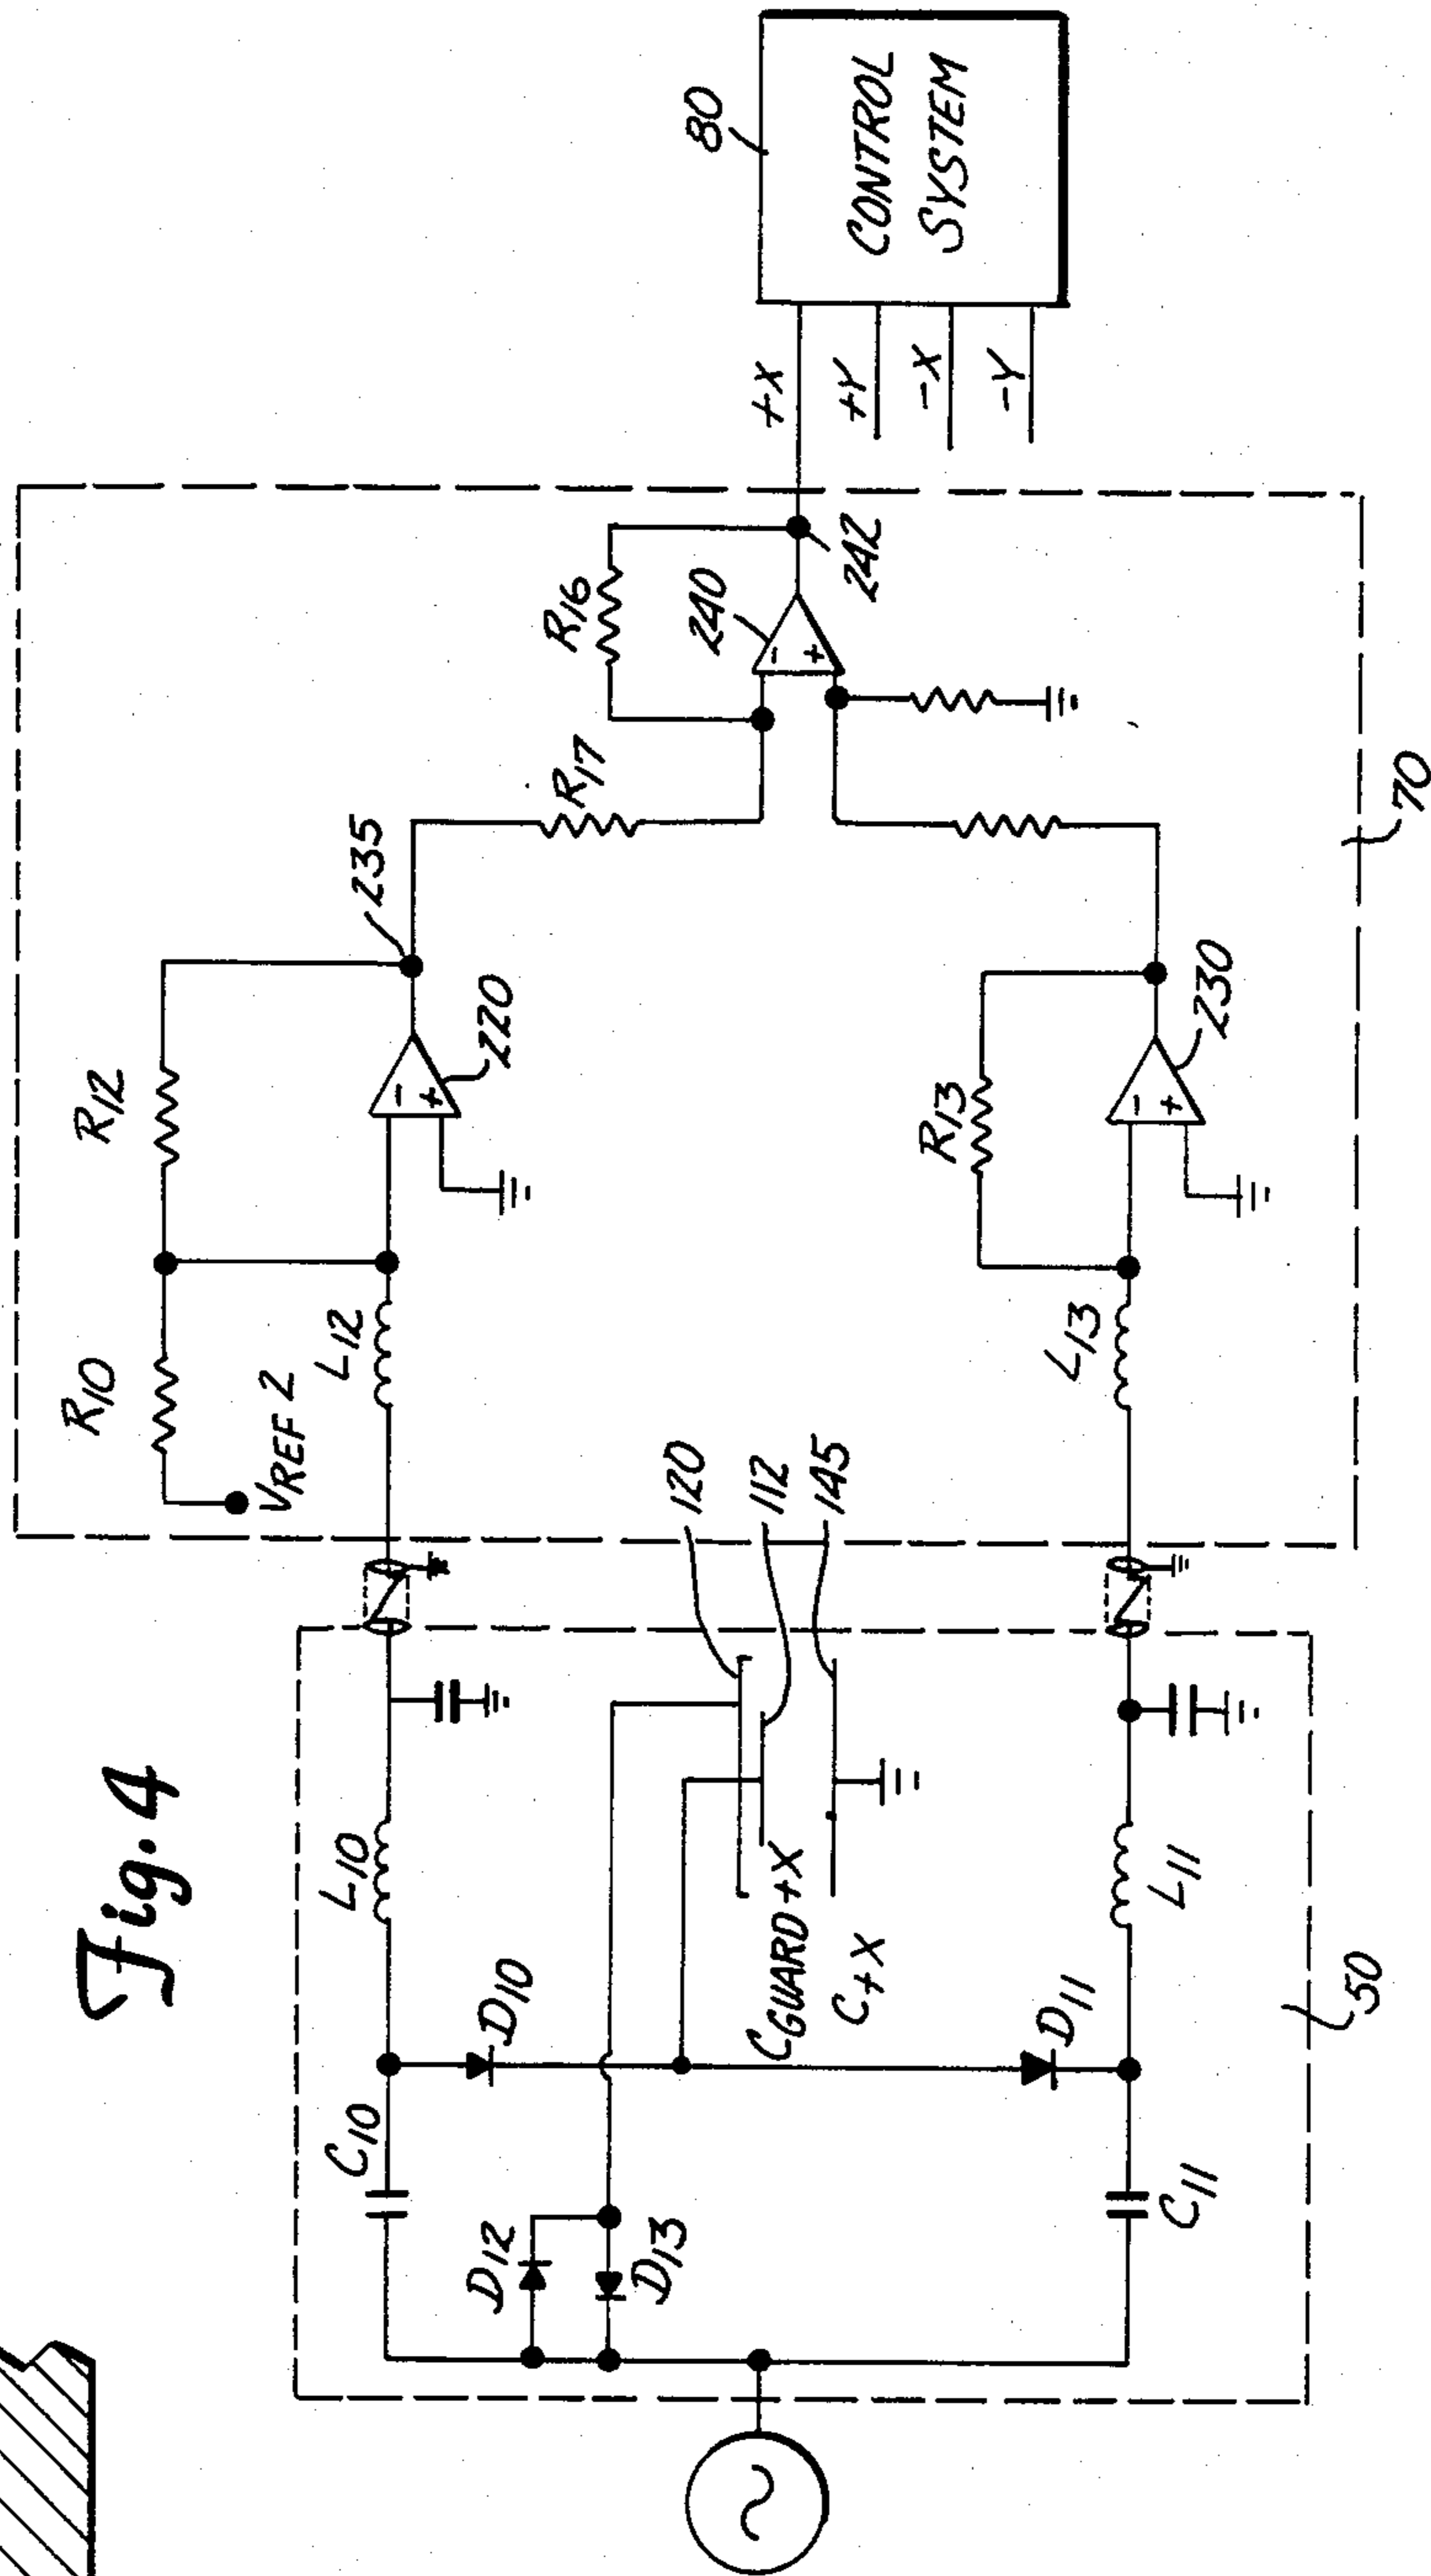 Fig. 4
C10
L10
D10
D12
D13
CGUARD+X
C+X
D11
C11
L11
50
120
112
145
VREF 2
R10
R12
L12
220
235
L13
R13
230
R17
R16
240
242
70
+X
+Y
-X
-Y
80
CONTROL
SYSTEM